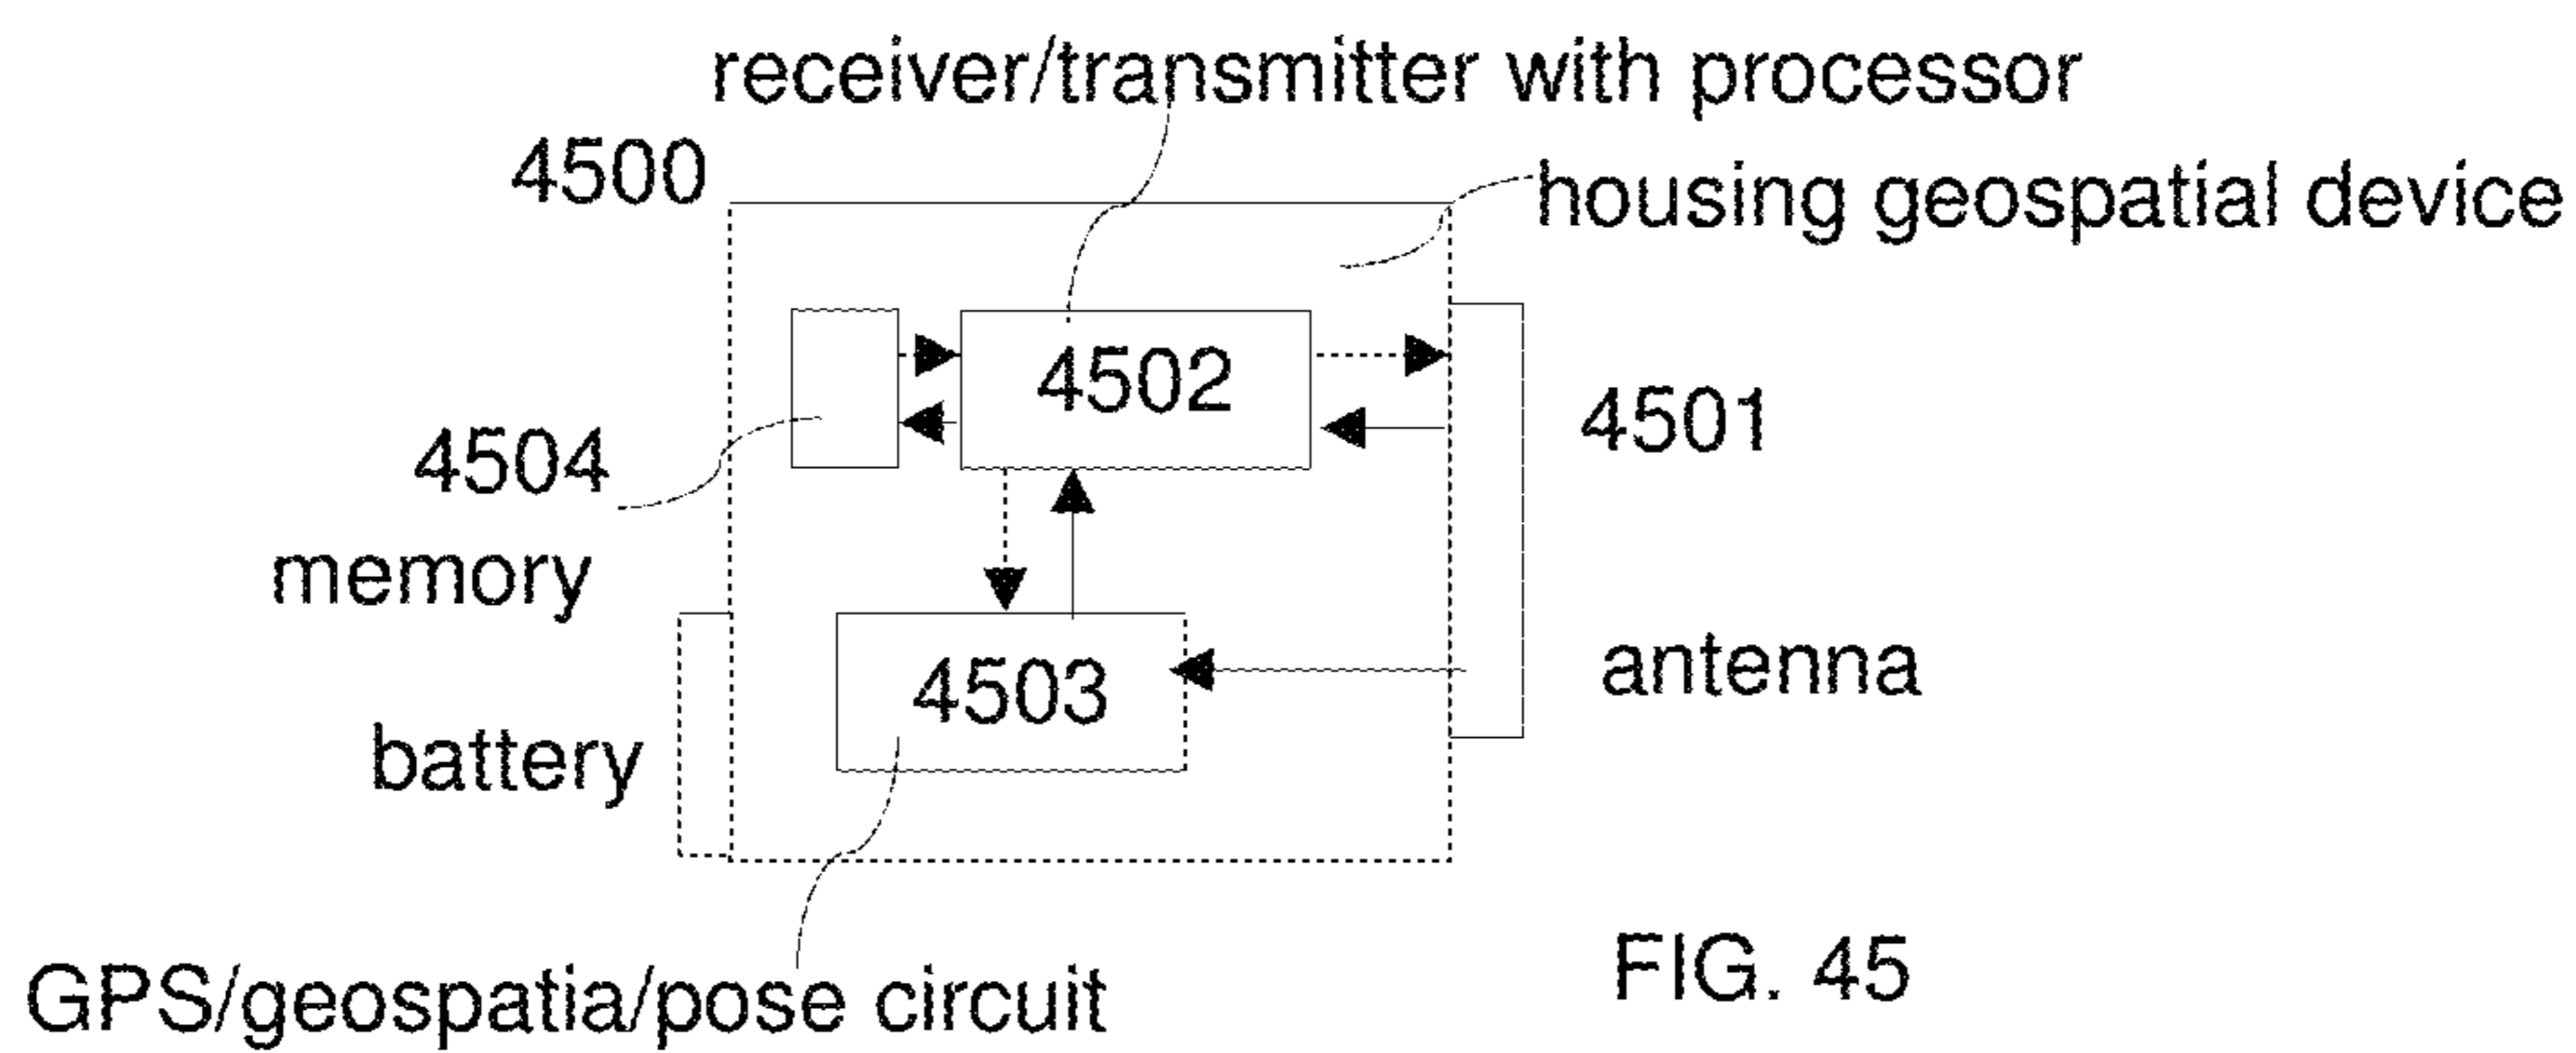 receiver/transmitter with processor
4500
housing geospatial device
4502
4501
4504
memory
4503
antenna
battery
GPS/geospatia/pose circuit
FIG. 45